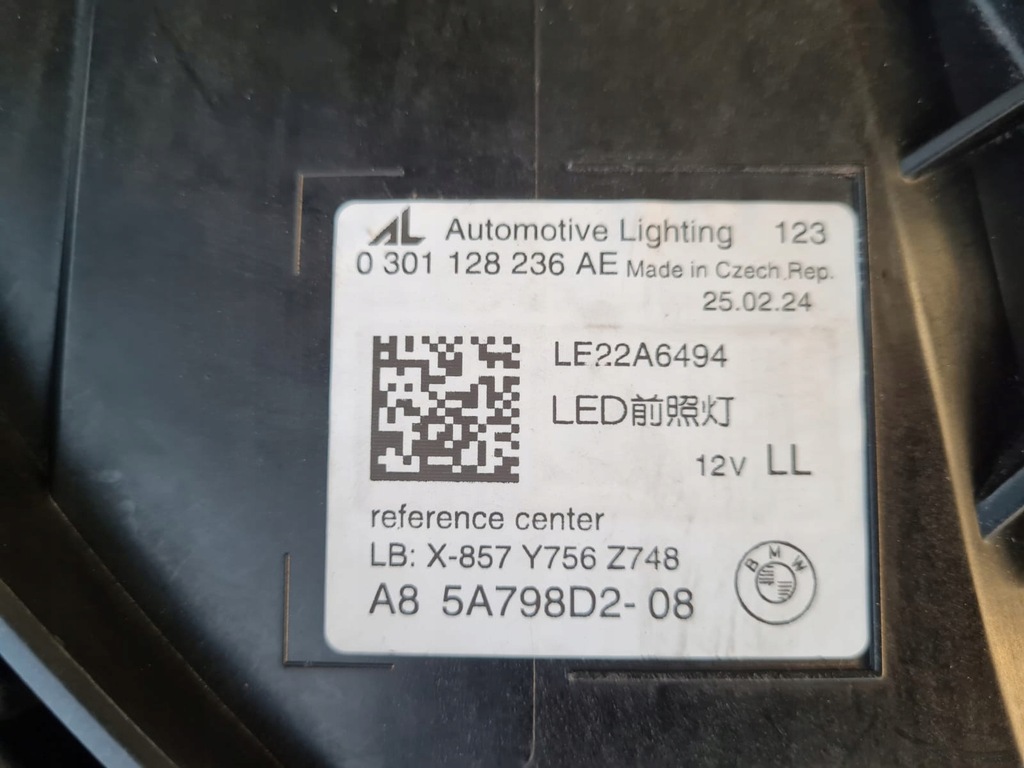 AL Automotive Lighting 123
0 301 128 236 AE Made in Czech Rep.
25.02.24
LE22A6494
LED前照灯
12V LL
reference center
LB: X-857 Y756 Z748
A8 5A798D2-08
BMW